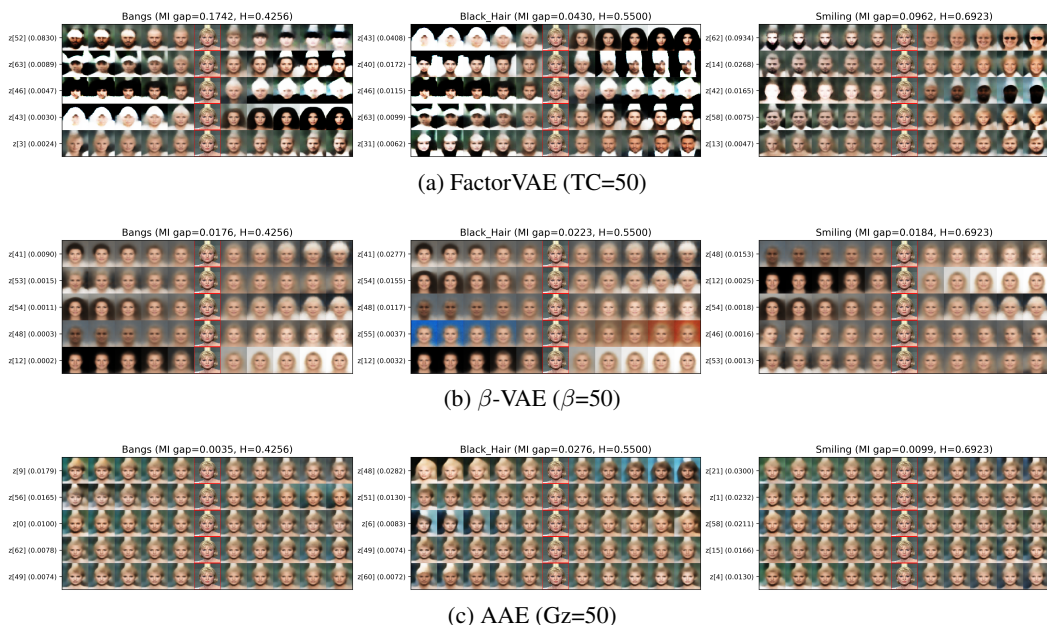 Bangs (MI gap=0.1742, H=0.4256)
z[52] (0.0830)
z[63] (0.0089)
z[46] (0.0047)
z[43] (0.0030)
z[3] (0.0024)
Black_Hair (MI gap=0.0430, H=0.5500)
z[43] (0.0408)
z[40] (0.0172)
z[46] (0.0115)
z[63] (0.0099)
z[31] (0.0062)
Smiling (MI gap=0.0962, H=0.6923)
z[62] (0.0934)
z[14] (0.0268)
z[42] (0.0165)
z[58] (0.0075)
z[13] (0.0047)
(a) FactorVAE (TC=50)
Bangs (MI gap=0.0176, H=0.4256)
z[41] (0.0090)
z[53] (0.0015)
z[54] (0.0011)
z[48] (0.0003)
z[12] (0.0002)
Black_Hair (MI gap=0.0223, H=0.5500)
z[41] (0.0277)
z[54] (0.0155)
z[48] (0.0117)
z[55] (0.0037)
z[12] (0.0032)
Smiling (MI gap=0.0184, H=0.6923)
z[48] (0.0153)
z[12] (0.0025)
z[54] (0.0018)
z[46] (0.0016)
z[53] (0.0013)
(b) β-VAE (β=50)
Bangs (MI gap=0.0035, H=0.4256)
z[9] (0.0179)
z[56] (0.0165)
z[0] (0.0100)
z[62] (0.0078)
z[49] (0.0074)
Black_Hair (MI gap=0.0276, H=0.5500)
z[48] (0.0282)
z[51] (0.0130)
z[6] (0.0083)
z[49] (0.0074)
z[60] (0.0072)
Smiling (MI gap=0.0099, H=0.6923)
z[21] (0.0300)
z[1] (0.0232)
z[58] (0.0211)
z[15] (0.0166)
z[4] (0.0130)
(c) AAE (Gz=50)